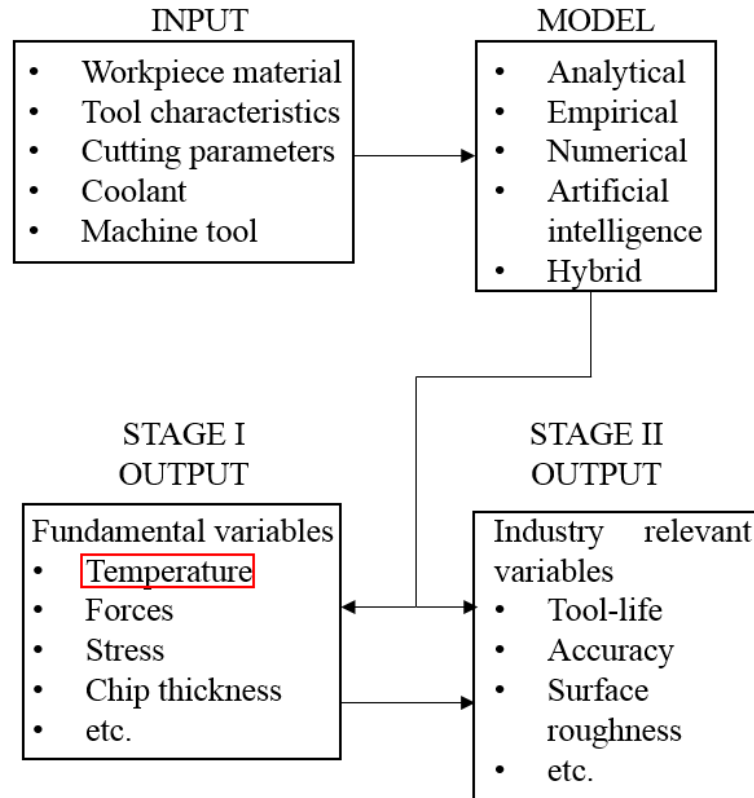 INPUT
• Workpiece material
• Tool characteristics
• Cutting parameters
• Coolant
• Machine tool
MODEL
• Analytical
• Empirical
• Numerical
• Artificial
intelligence
• Hybrid
STAGE I
OUTPUT
Fundamental variables
• Temperature
• Forces
• Stress
• Chip thickness
• etc.
STAGE II
OUTPUT
Industry relevant
variables
• Tool-life
• Accuracy
• Surface
roughness
• etc.